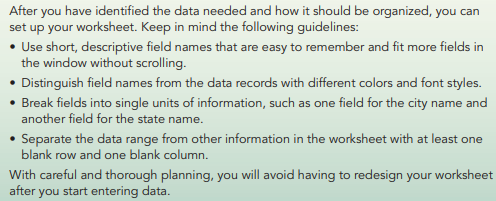 After you have identified the data needed and how it should be organized, you can
set up your worksheet. Keep in mind the following guidelines:
• Use short, descriptive field names that are easy to remember and fit more fields in
the window without scrolling.
• Distinguish field names from the data records with different colors and font styles.
• Break fields into single units of information, such as one field for the city name and
another field for the state name.
• Separate the data range from other information in the worksheet with at least one
blank row and one blank column.
With careful and thorough planning, you will avoid having to redesign your worksheet
after you start entering data.